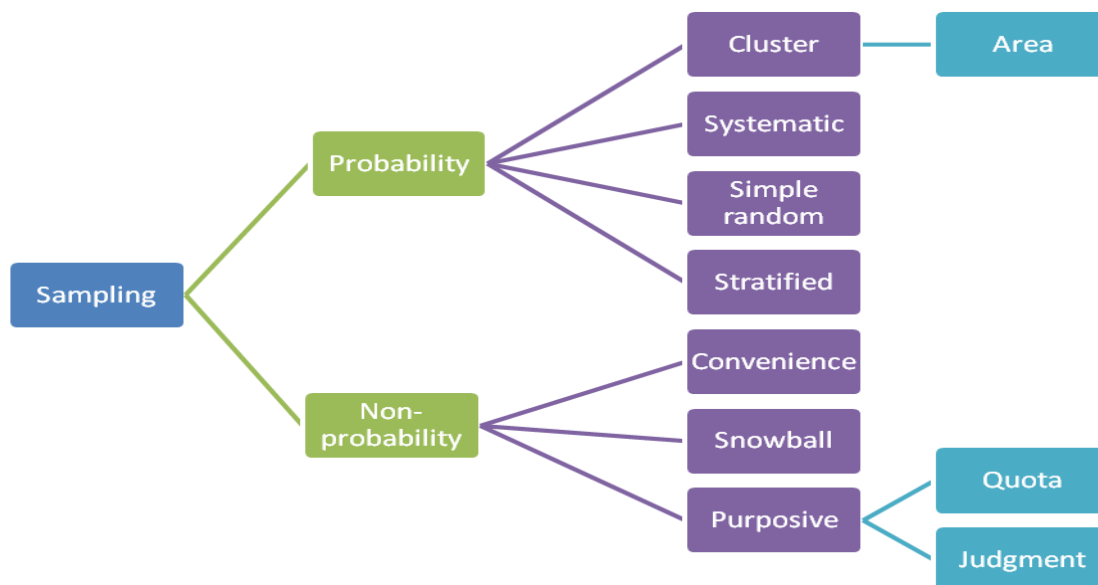 Cluster
Area
Systematic
Probability
Simple
random
Sampling
Stratified
Convenience
Non-
probability
Snowball
Quota
Purposive
Judgment